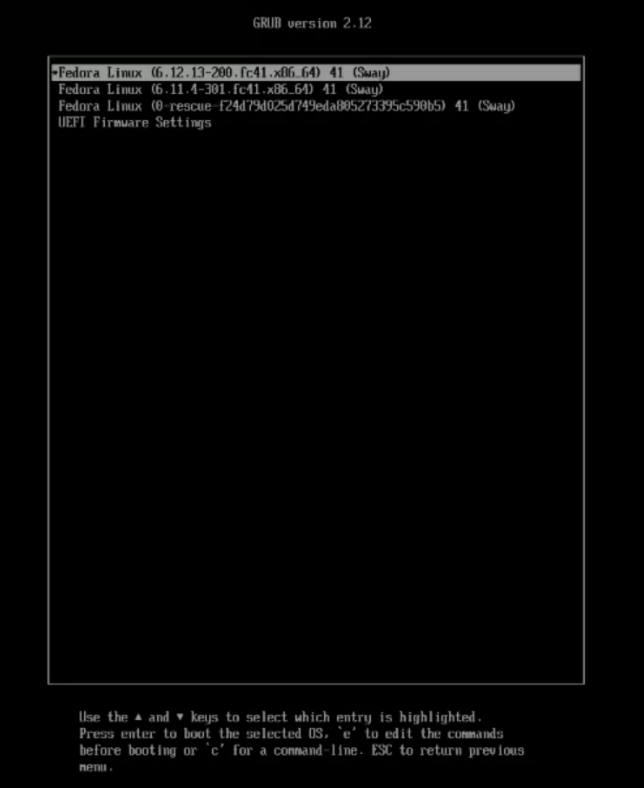 GRUB version 2.12
*Fedora Linux (6.12.13-200.fc41.x86_64) 41 (Sway)
Fedora Linux (6.11.4-301.fc41.x86_64) 41 (Sway)
Fedora Linux (0-rescue-f24d79d025d749eda805273395c590b5) 41 (Sway)
UEFI Firmware Settings
Use the ▲ and ▼ keys to select which entry is highlighted.
Press enter to boot the selected OS, `e' to edit the commands
before booting or `c' for a command-line. ESC to return previous
menu.